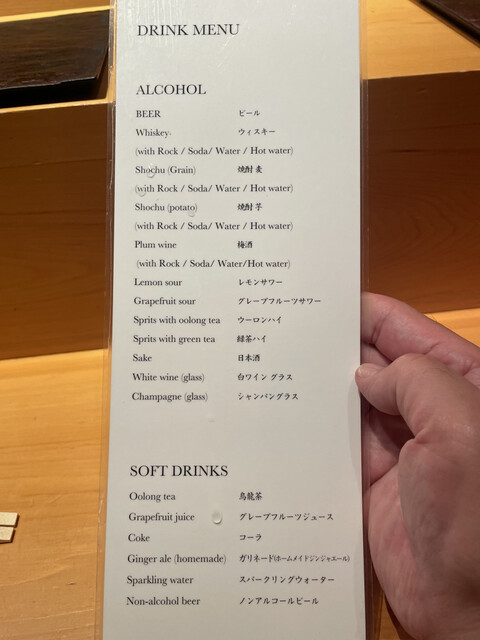 DRINK MENU
ALCOHOL
BEER ビール
Whiskey ウィスキー
(with Rock / Soda/ Water / Hot water)
Shochu (Grain) 焼酎 麦
(with Rock / Soda/ Water / Hot water)
Shochu (potato) 焼酎 芋
(with Rock / Soda/ Water / Hot water)
Plum wine 梅酒
(with Rock / Soda/ Water/Hot water)
Lemon sour レモンサワー
Grapefruit sour グレープフルーツサワー
Sprits with oolong tea ウーロンハイ
Sprits with green tea 緑茶ハイ
Sake 日本酒
White wine (glass) 白ワイン グラス
Champagne (glass) シャンパングラス
SOFT DRINKS
Oolong tea 烏龍茶
Grapefruit juice グレープフルーツジュース
Coke コーラ
Ginger ale (homemade) ガリネード(ホームメイドジンジャエール)
Sparkling water スパークリングウォーター
Non-alcohol beer ノンアルコールビール